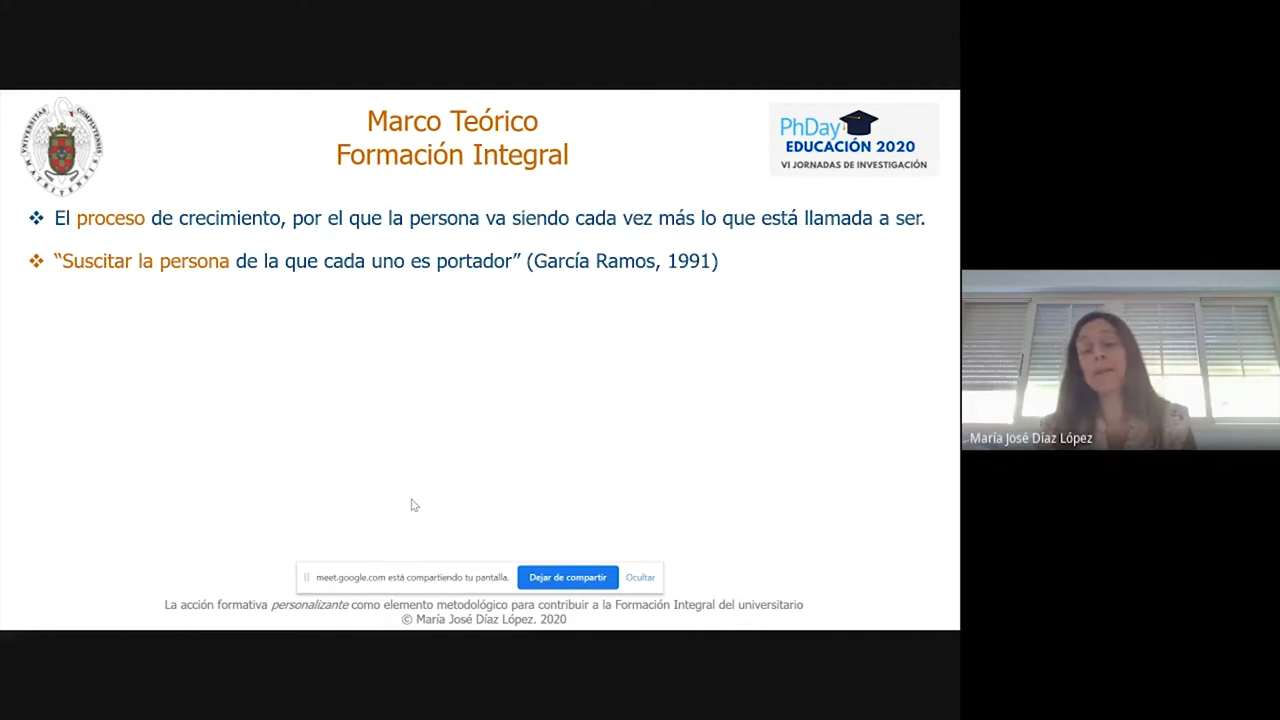 VNIVERSITAS COMPLVTENSIS
MATRITENSIS
Marco Teórico
Formación Integral
PhDay
EDUCACIÓN 2020
VI JORNADAS DE INVESTIGACIÓN
❖ El proceso de crecimiento, por el que la persona va siendo cada vez más lo que está llamada a ser.
❖ “Suscitar la persona de la que cada uno es portador” (García Ramos, 1991)
María José Díaz López
meet.google.com está compartiendo tu pantalla.
Dejar de compartir
Ocultar
La acción formativa personalizante como elemento metodológico para contribuir a la Formación Integral del universitario
© María José Díaz López. 2020